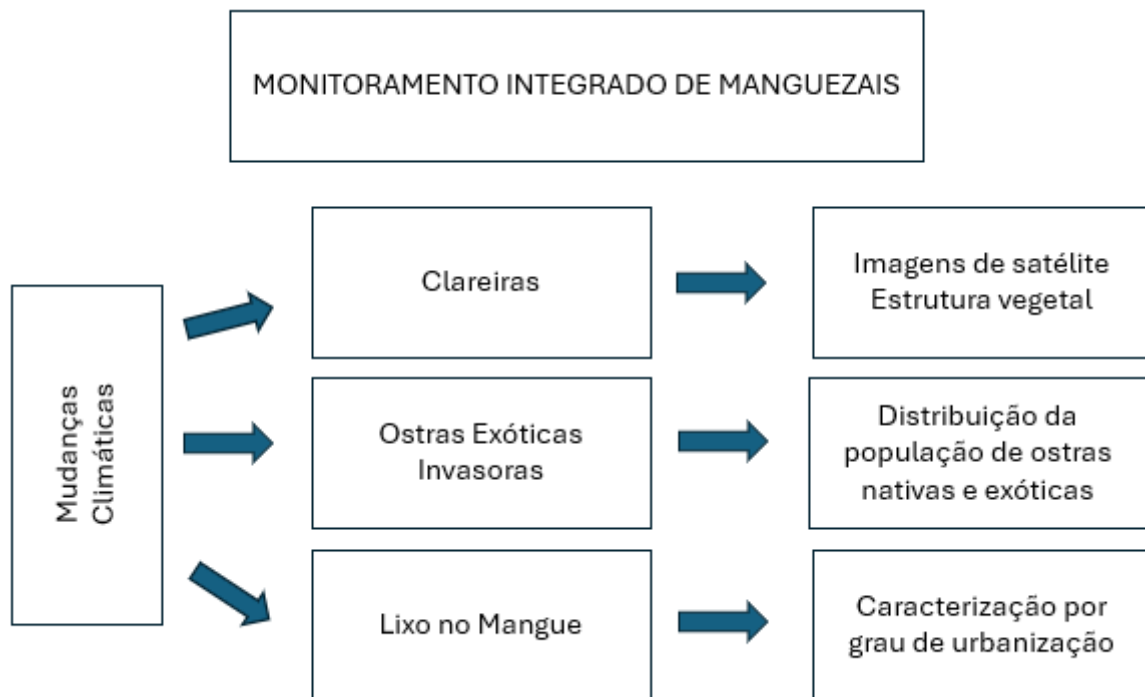 MONITORAMENTO INTEGRADO DE MANGUEZAIS
Mudanças
Climáticas
Clareiras
Imagens de satélite
Estrutura vegetal
Ostras Exóticas
Invasoras
Distribuição da
população de ostras
nativas e exóticas
Lixo no Mangue
Caracterização por
grau de urbanização